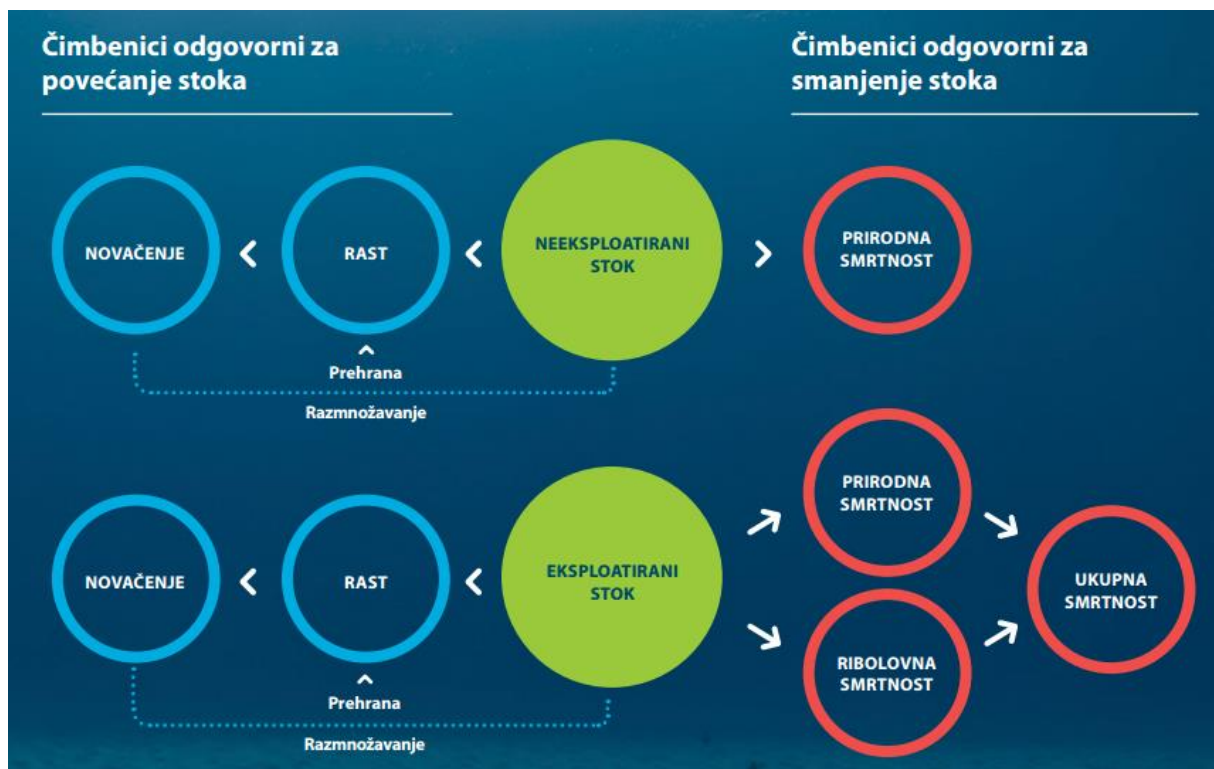 Čimbenici odgovorni za
povećanje stoka
Čimbenici odgovorni za
smanjenje stoka
NOVAČENJE
RAST
NEEKSPLOATIRANI
STOK
PRIRODNA
SMRTNOST
Prehrana
Razmnožavanje
NOVAČENJE
RAST
EKSPLOATIRANI
STOK
PRIRODNA
SMRTNOST
RIBOLOVNA
SMRTNOST
UKUPNA
SMRTNOST
Prehrana
Razmnožavanje